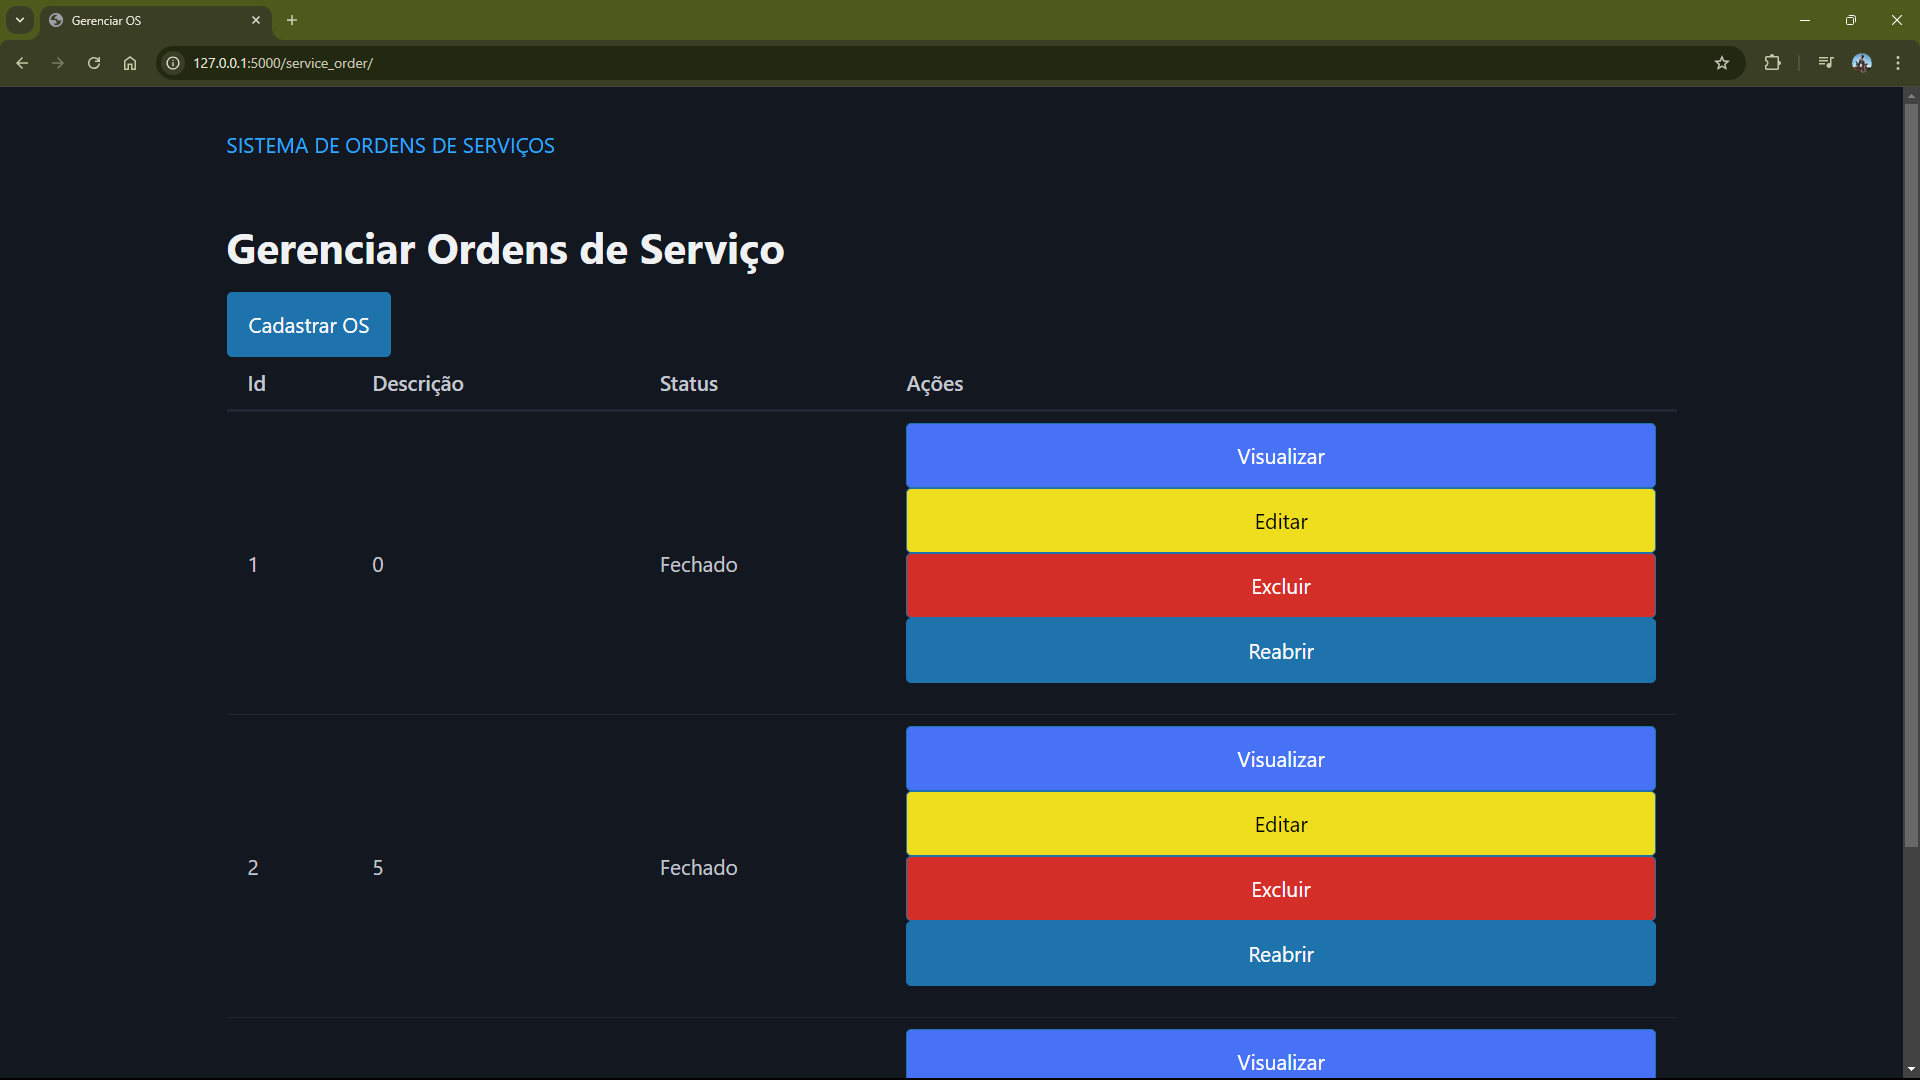 Gerenciar OS
127.0.0.1:5000/service_order/
SISTEMA DE ORDENS DE SERVIÇOS
Gerenciar Ordens de Serviço
Cadastrar OS
Id Descrição Status Ações
Visualizar
Editar
1 0 Fechado
Excluir
Reabrir
Visualizar
Editar
2 5 Fechado
Excluir
Reabrir
Visualizar